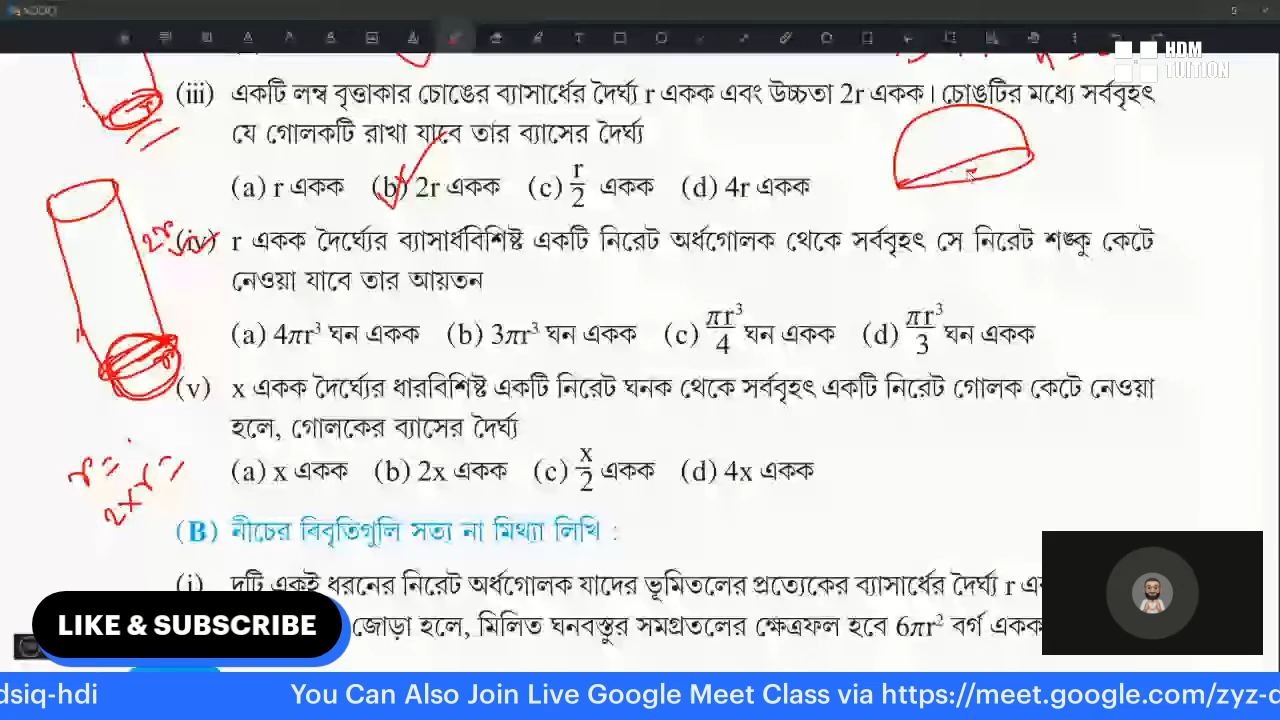 HDM
TUITION
(iii) একটি লম্ব বৃত্তাকার চোঙের ব্যাসার্ধের দৈর্ঘ্য r একক এবং উচ্চতা 2r একক। চোঙটির মধ্যে সর্ববৃহৎ
যে গোলকটি রাখা যাবে তার ব্যাসের দৈর্ঘ্য
(a) r একক (b) 2r একক (c) r/2 একক (d) 4r একক
2r
(iv) r একক দৈর্ঘ্যের ব্যাসার্ধবিশিষ্ট একটি নিরেট অর্ধগোলক থেকে সর্ববৃহৎ সে নিরেট শঙ্কু কেটে
নেওয়া যাবে তার আয়তন
(a) 4πr³ ঘন একক (b) 3πr³ ঘন একক (c) πr³/4 ঘন একক (d) πr³/3 ঘন একক
(v) x একক দৈর্ঘ্যের ধারবিশিষ্ট একটি নিরেট ঘনক থেকে সর্ববৃহৎ একটি নিরেট গোলক কেটে নেওয়া
হলে, গোলকের ব্যাসের দৈর্ঘ্য
(a) x একক (b) 2x একক (c) x/2 একক (d) 4x একক
r =
2×r =
(B) নীচের বিবৃতিগুলি সত্য না মিথ্যা লিখি :
(i) দুটি একই ধরনের নিরেট অর্ধগোলক যাদের ভূমিতলের প্রত্যেকের ব্যাসার্ধের দৈর্ঘ্য r
জোড়া হলে, মিলিত ঘনবস্তুর সমগ্রতলের ক্ষেত্রফল হবে 6πr² বর্গ একক
LIKE & SUBSCRIBE
dsiq-hdi You Can Also Join Live Google Meet Class via https://meet.google.com/zyz-c